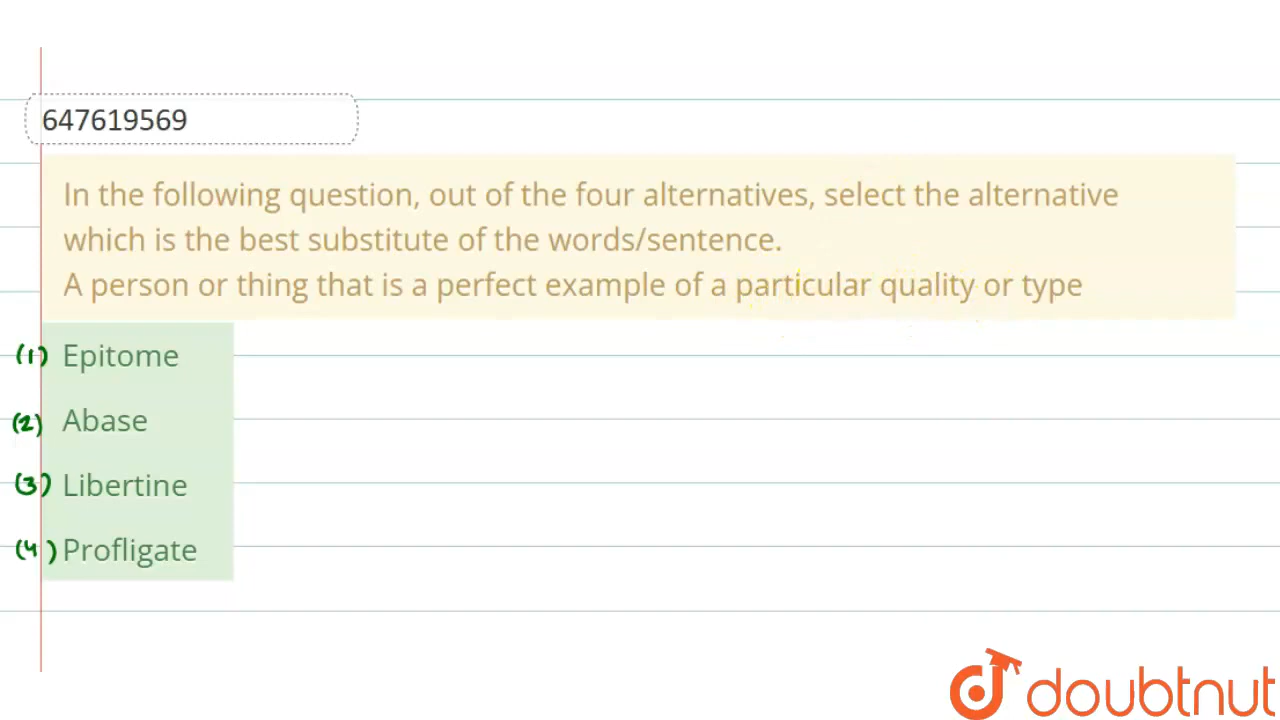 647619569
In the following question, out of the four alternatives, select the alternative
which is the best substitute of the words/sentence.
A person or thing that is a perfect example of a particular quality or type
(1) Epitome
(2) Abase
(3) Libertine
(4) Profligate
doubtnut